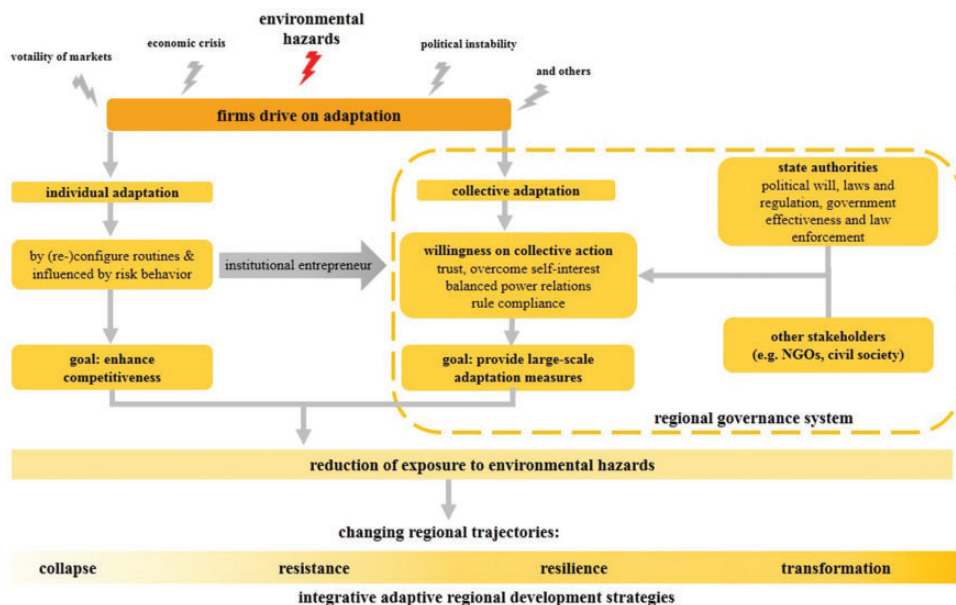 environmental
hazards
economic crisis
political instability
votaility of markets
and others
firms drive on adaptation
individual adaptation
collective adaptation
state authorities
political will, laws and
regulation, government
effectiveness and law
enforcement
by (re-)configure routines &
influenced by risk behavior
institutional entrepreneur
willingness on collective action
trust, overcome self-interest
balanced power relations
rule compliance
other stakeholders
(e.g. NGOs, civil society)
goal: enhance
competitiveness
goal: provide large-scale
adaptation measures
regional governance system
reduction of exposure to environmental hazards
changing regional trajectories:
collapse resistance resilience transformation
integrative adaptive regional development strategies